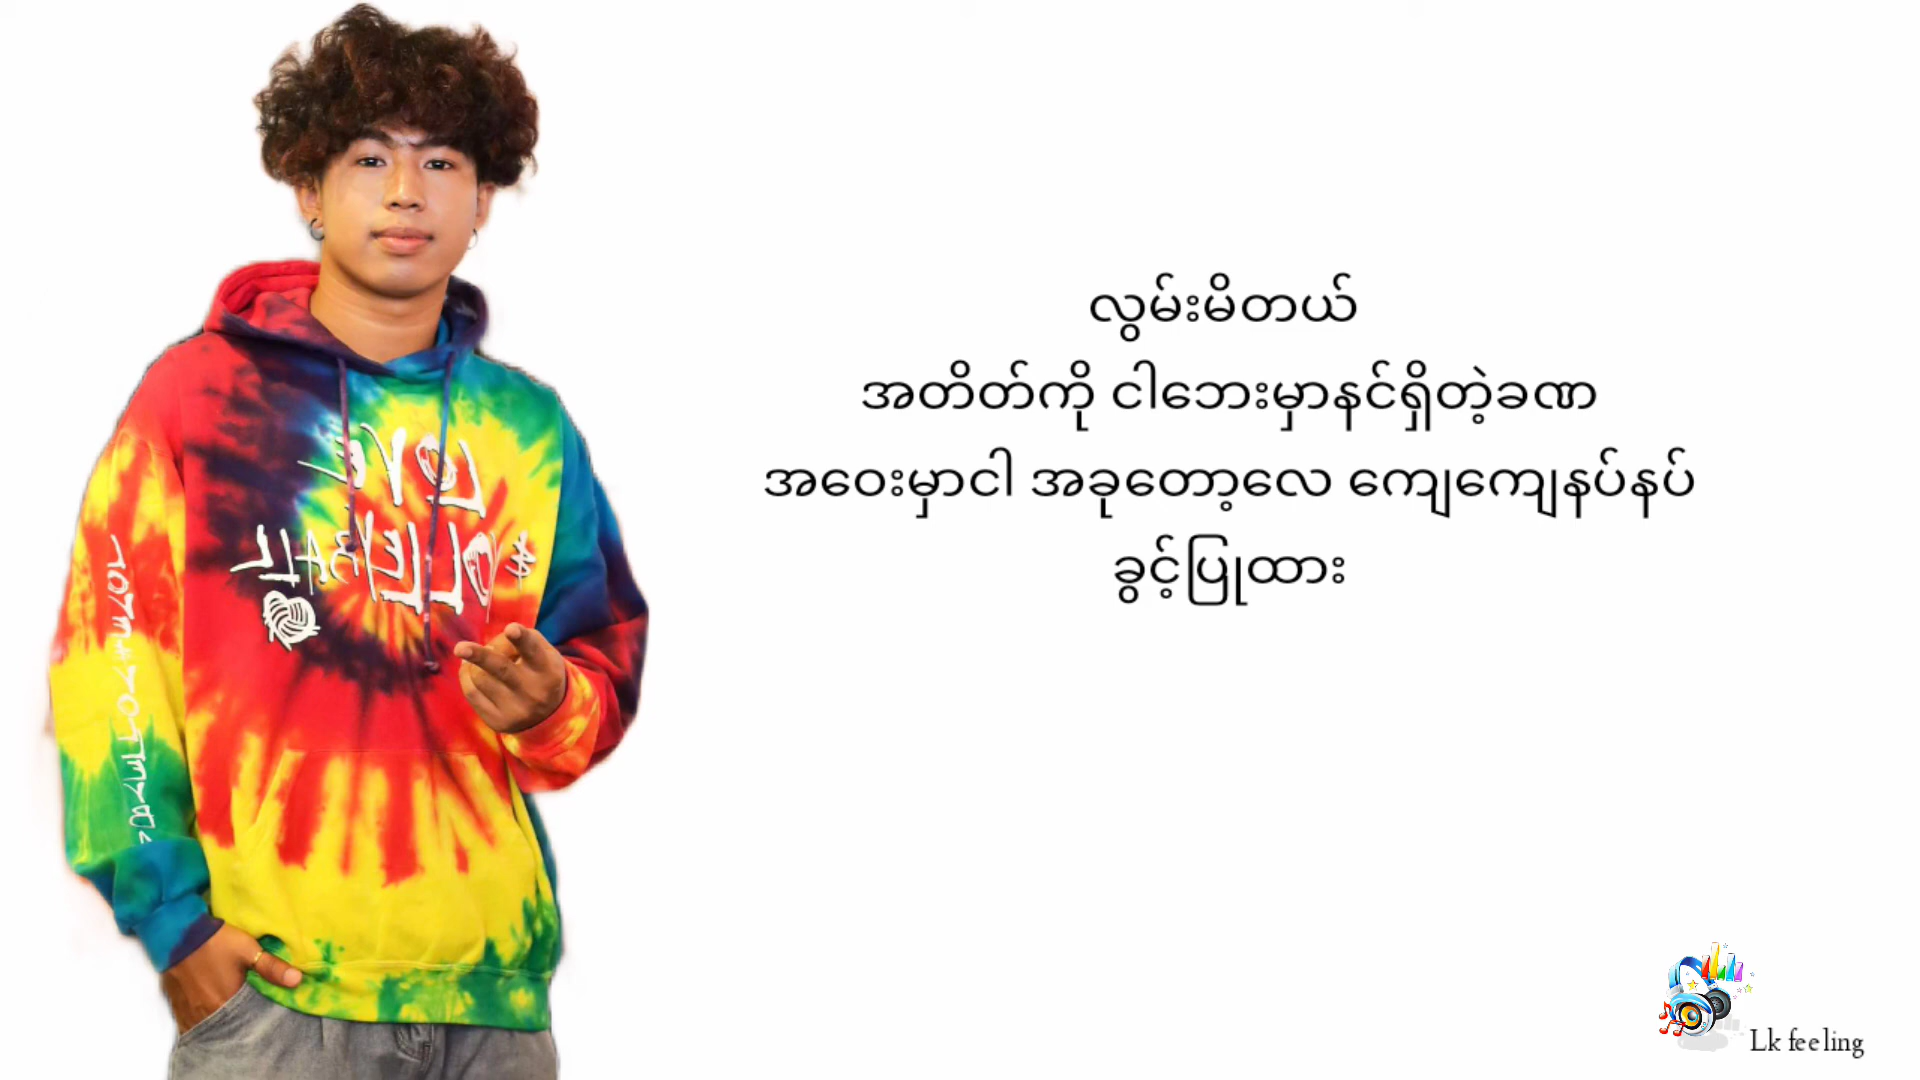 လွမ်းမိတယ်
အတိတ်ကို ငါဘေးမှာနင်ရှိတဲ့ခဏ
အဝေးမှာငါ အခုတော့လေ ကျေကျေနပ်နပ်
ခွင့်ပြုထား
LOVE
VOLLEYBALL
Lk feeling